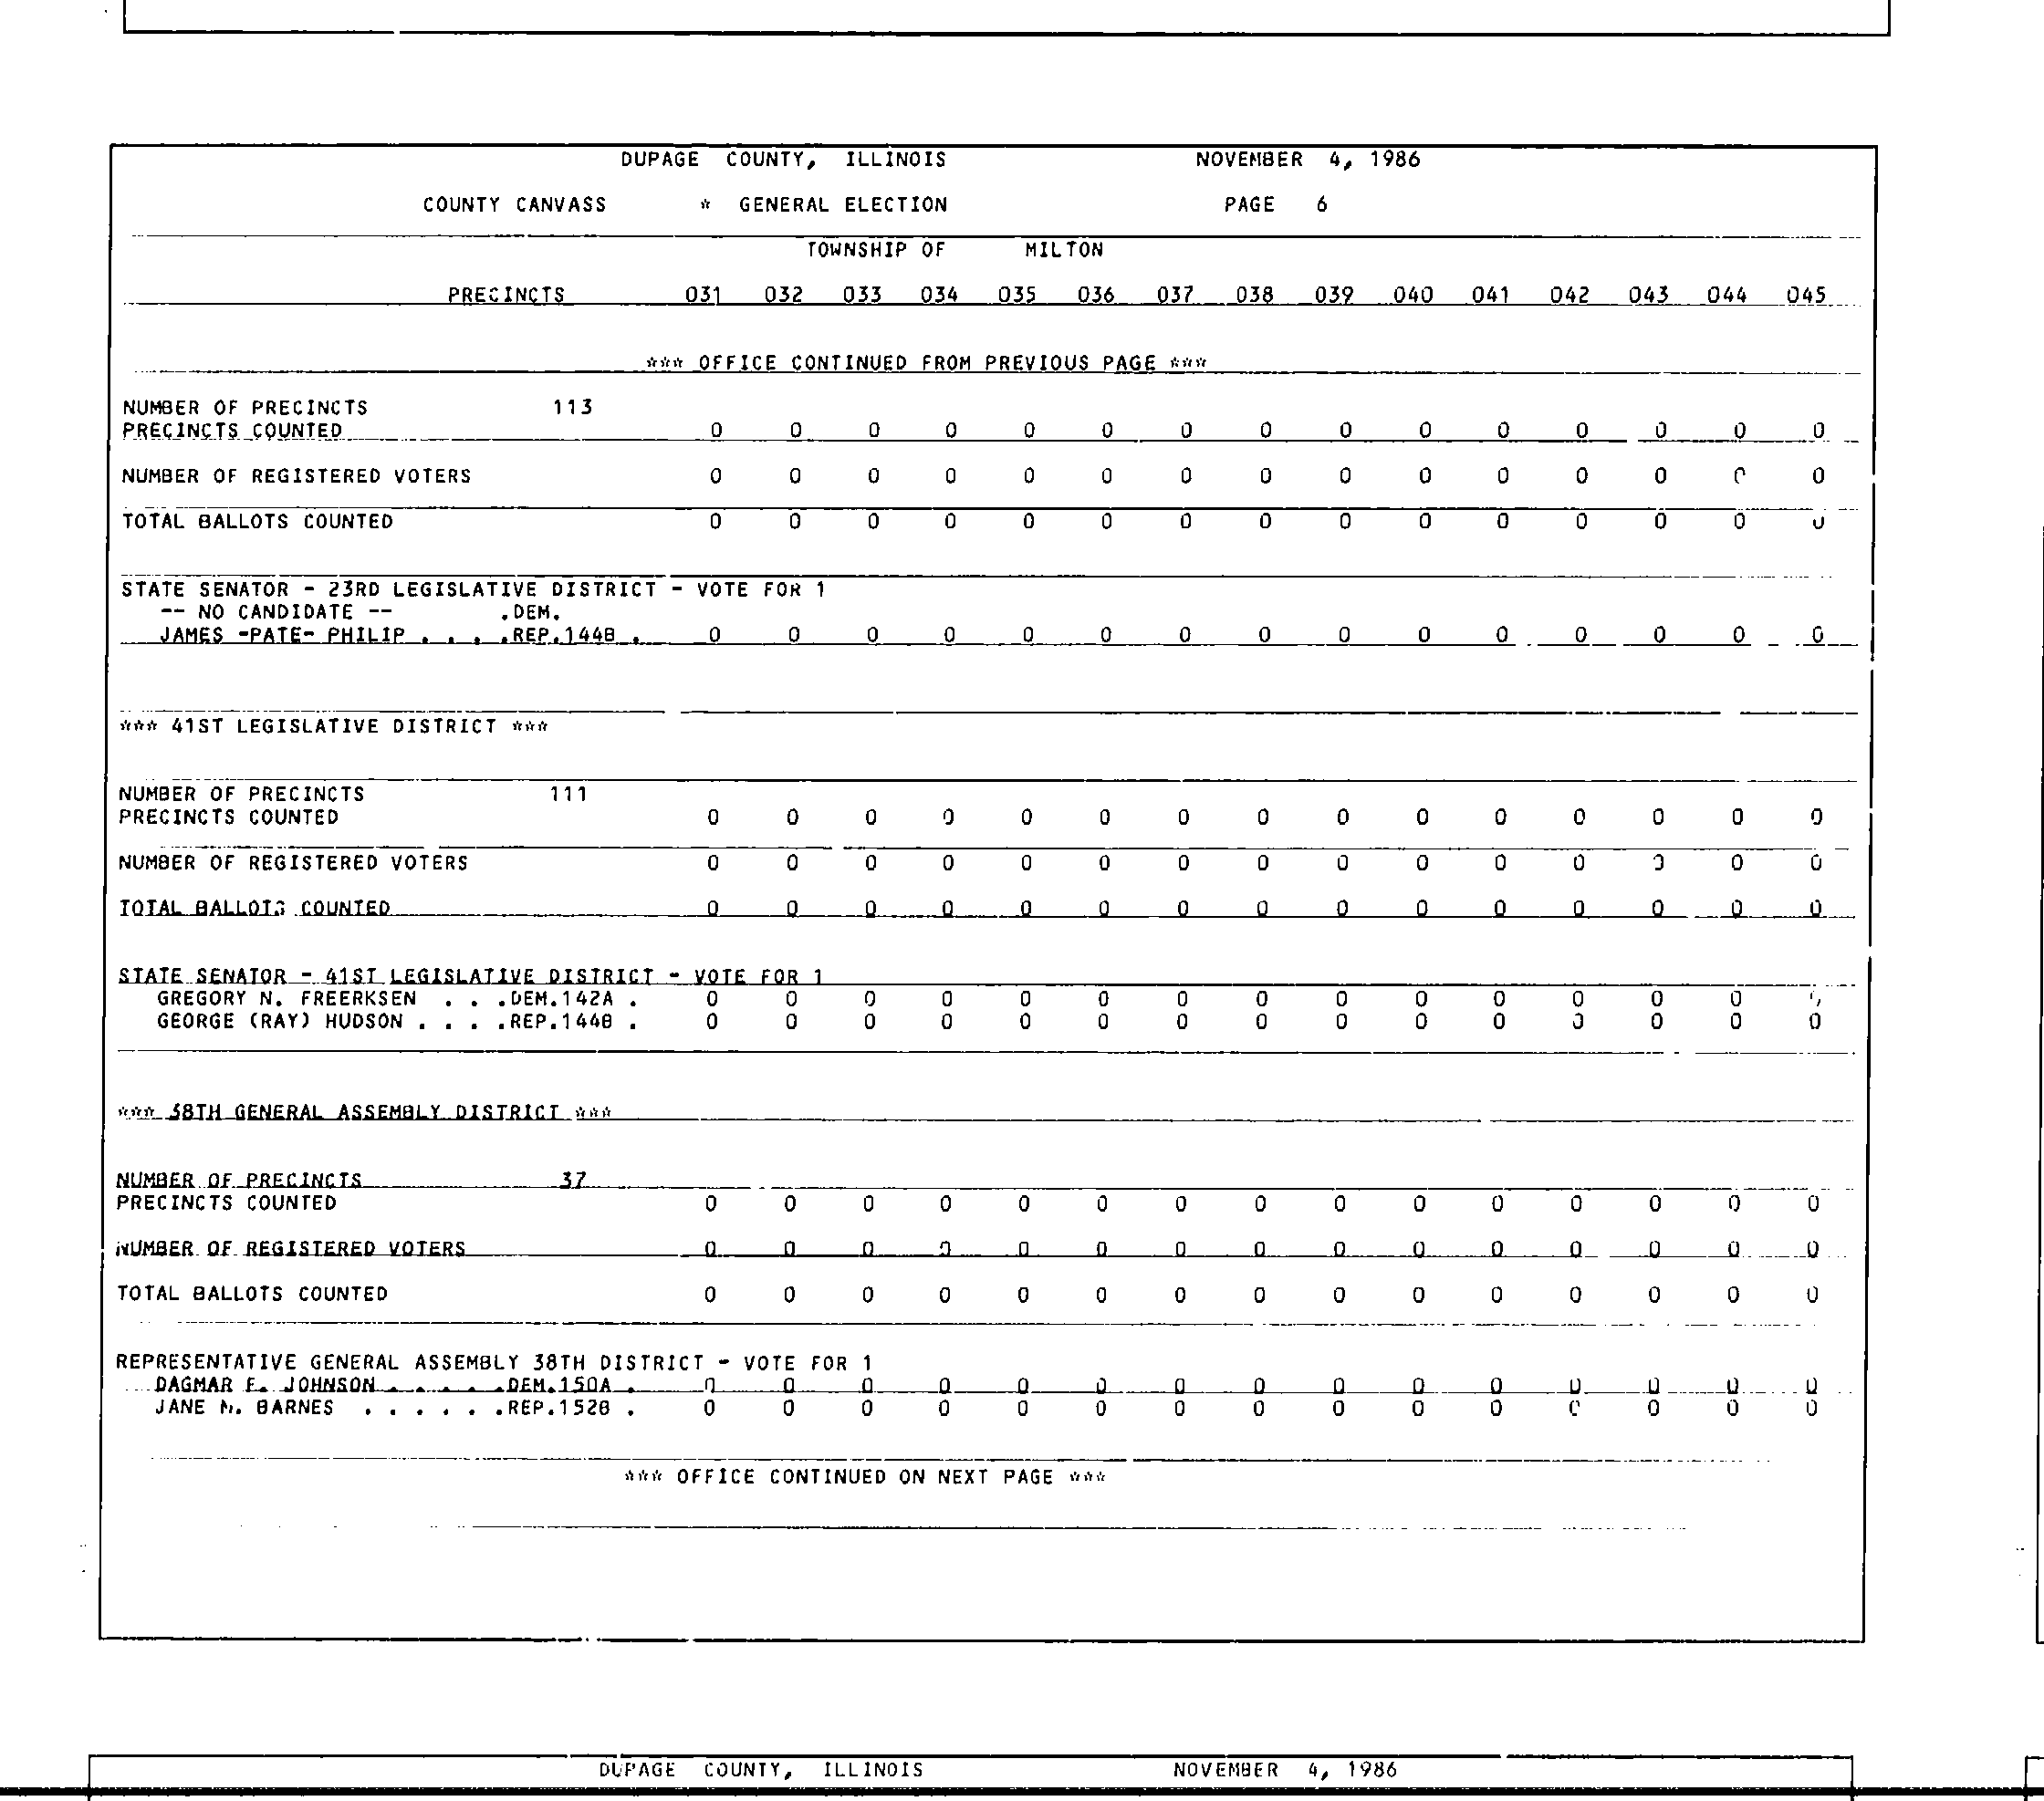 DUPAGE COUNTY, ILLINOIS NOVEMBER 4, 1986
COUNTY CANVASS * GENERAL ELECTION PAGE 6
TOWNSHIP OF MILTON
PRECINCTS 031 032 033 034 035 036 037 038 039 040 041 042 043 044 045
*** OFFICE CONTINUED FROM PREVIOUS PAGE ***
NUMBER OF PRECINCTS 113
PRECINCTS COUNTED 0 0 0 0 0 0 0 0 0 0 0 0 0 0 0
NUMBER OF REGISTERED VOTERS 0 0 0 0 0 0 0 0 0 0 0 0 0 0 0
TOTAL BALLOTS COUNTED 0 0 0 0 0 0 0 0 0 0 0 0 0 0 0
STATE SENATOR - 23RD LEGISLATIVE DISTRICT - VOTE FOR 1
-- NO CANDIDATE -- .DEM.
JAMES -PATE- PHILIP . . . .REP.144B . 0 0 0 0 0 0 0 0 0 0 0 0 0 0 0
*** 41ST LEGISLATIVE DISTRICT ***
NUMBER OF PRECINCTS 111
PRECINCTS COUNTED 0 0 0 0 0 0 0 0 0 0 0 0 0 0 0
NUMBER OF REGISTERED VOTERS 0 0 0 0 0 0 0 0 0 0 0 0 0 0 0
TOTAL BALLOTS COUNTED 0 0 0 0 0 0 0 0 0 0 0 0 0 0 0
STATE SENATOR - 41ST LEGISLATIVE DISTRICT - VOTE FOR 1
GREGORY N. FREERKSEN . . .DEM.142A . 0 0 0 0 0 0 0 0 0 0 0 0 0 0
GEORGE (RAY) HUDSON . . . .REP.144B . 0 0 0 0 0 0 0 0 0 0 0 0 0 0 0
*** 38TH GENERAL ASSEMBLY DISTRICT ***
NUMBER OF PRECINCTS 37
PRECINCTS COUNTED 0 0 0 0 0 0 0 0 0 0 0 0 0 0 0
NUMBER OF REGISTERED VOTERS 0 0 0 0 0 0 0 0 0 0 0 0 0 0 0
TOTAL BALLOTS COUNTED 0 0 0 0 0 0 0 0 0 0 0 0 0 0 0
REPRESENTATIVE GENERAL ASSEMBLY 38TH DISTRICT - VOTE FOR 1
DAGMAR E. JOHNSON . . . . .DEM.150A . 0 0 0 0 0 0 0 0 0 0 0 0 0 0 0
JANE M. BARNES . . . . . .REP.152B . 0 0 0 0 0 0 0 0 0 0 0 0 0 0 0
*** OFFICE CONTINUED ON NEXT PAGE ***
DUPAGE COUNTY, ILLINOIS NOVEMBER 4, 1986